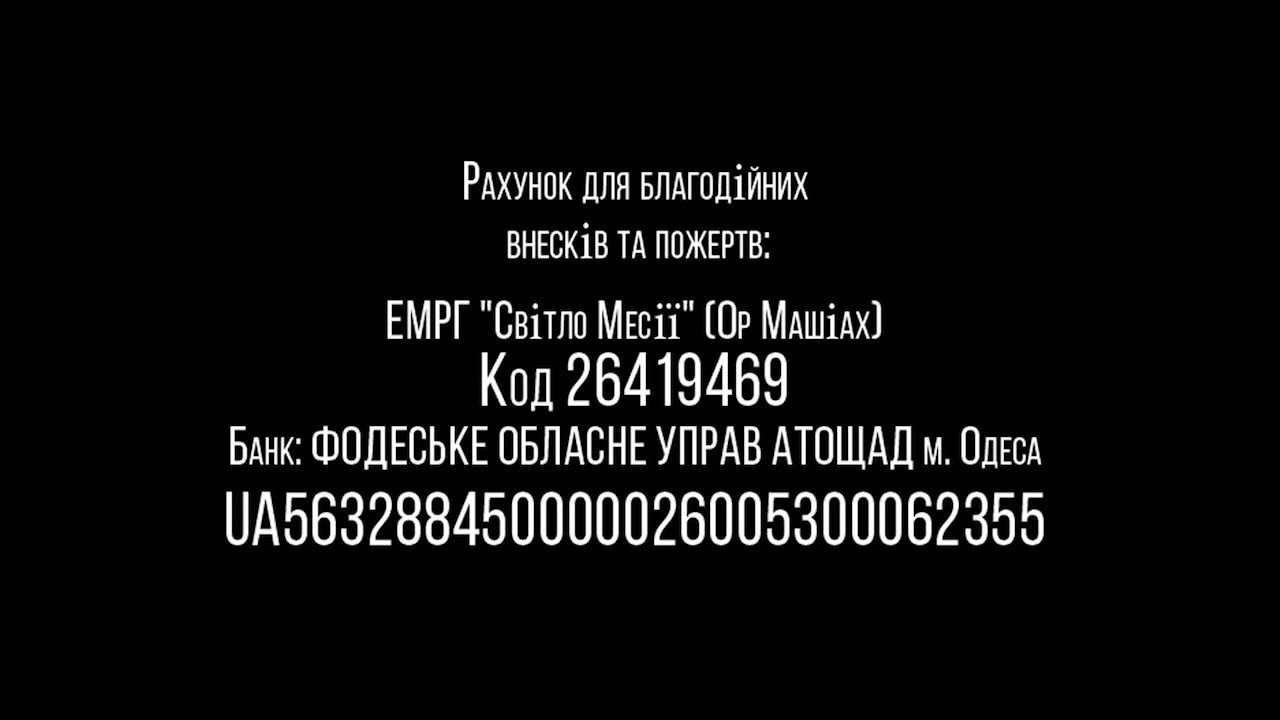 Рахунок для благодійних
внесків та пожертв:
ЕМРГ "Світло Месії" (Ор Машіах)
Код 26419469
Банк: ФОДЕСЬКЕ ОБЛАСНЕ УПРАВ АТОЩАД м. Одеса
UA563288450000026005300062355